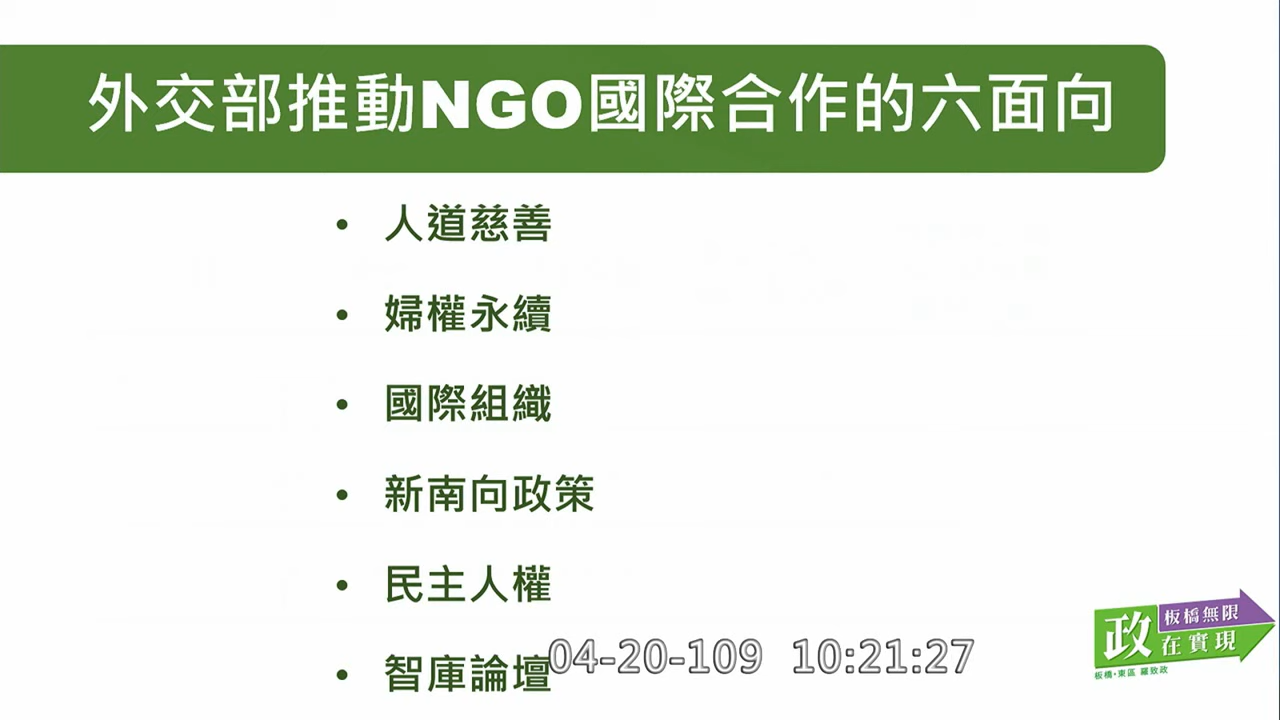 外交部推動NGO國際合作的六面向
• 人道慈善
• 婦權永續
• 國際組織
• 新南向政策
• 民主人權
• 智庫論壇
04-20-109 10:21:27
政 板橋無限
在實現
板橋・東區 羅致政